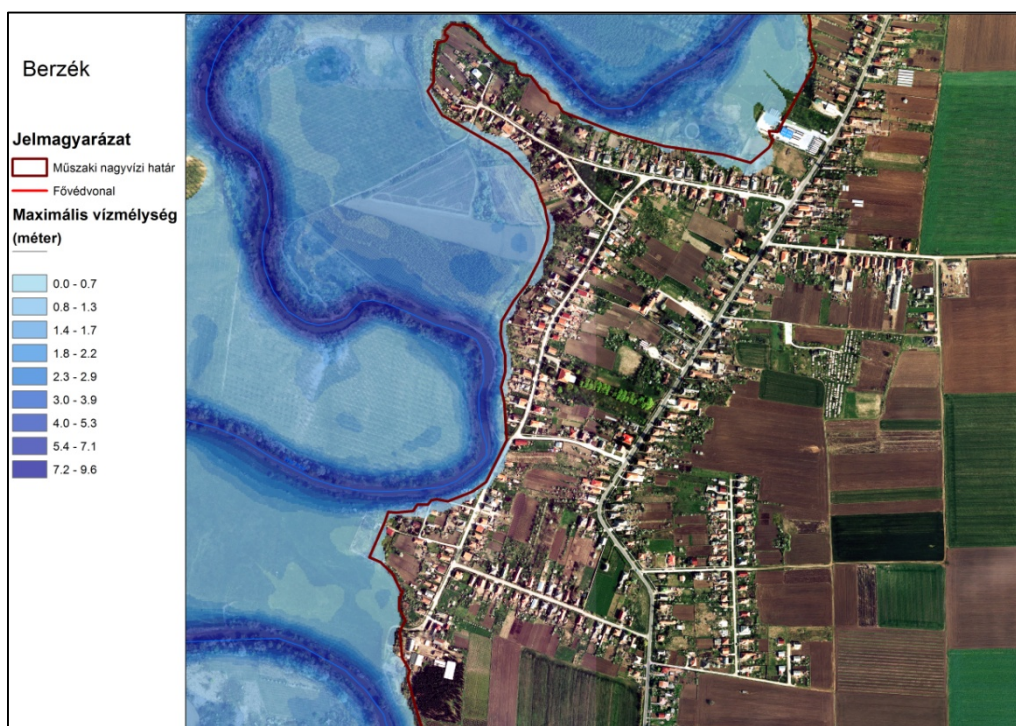 Berzék
Jelmagyarázat
Műszaki nagyvízi határ
Fővédvonal
Maximális vízmélység
(méter)
0.0 - 0.7
0.8 - 1.3
1.4 - 1.7
1.8 - 2.2
2.3 - 2.9
3.0 - 3.9
4.0 - 5.3
5.4 - 7.1
7.2 - 9.6